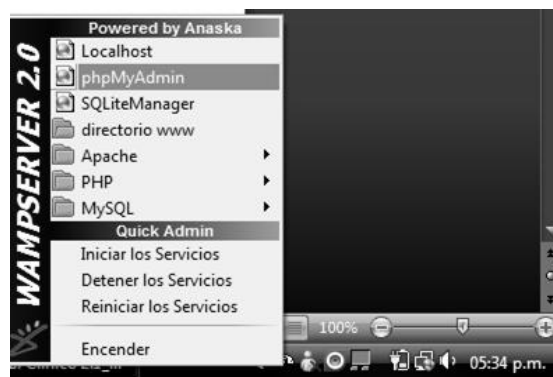 Powered by Anaska
Localhost
phpMyAdmin
SQLiteManager
directorio www
Apache
PHP
MySQL
Quick Admin
Iniciar los Servicios
Detener los Servicios
Reiniciar los Servicios
Encender
WAMPSERVER 2.0
100%
05:34 p.m.